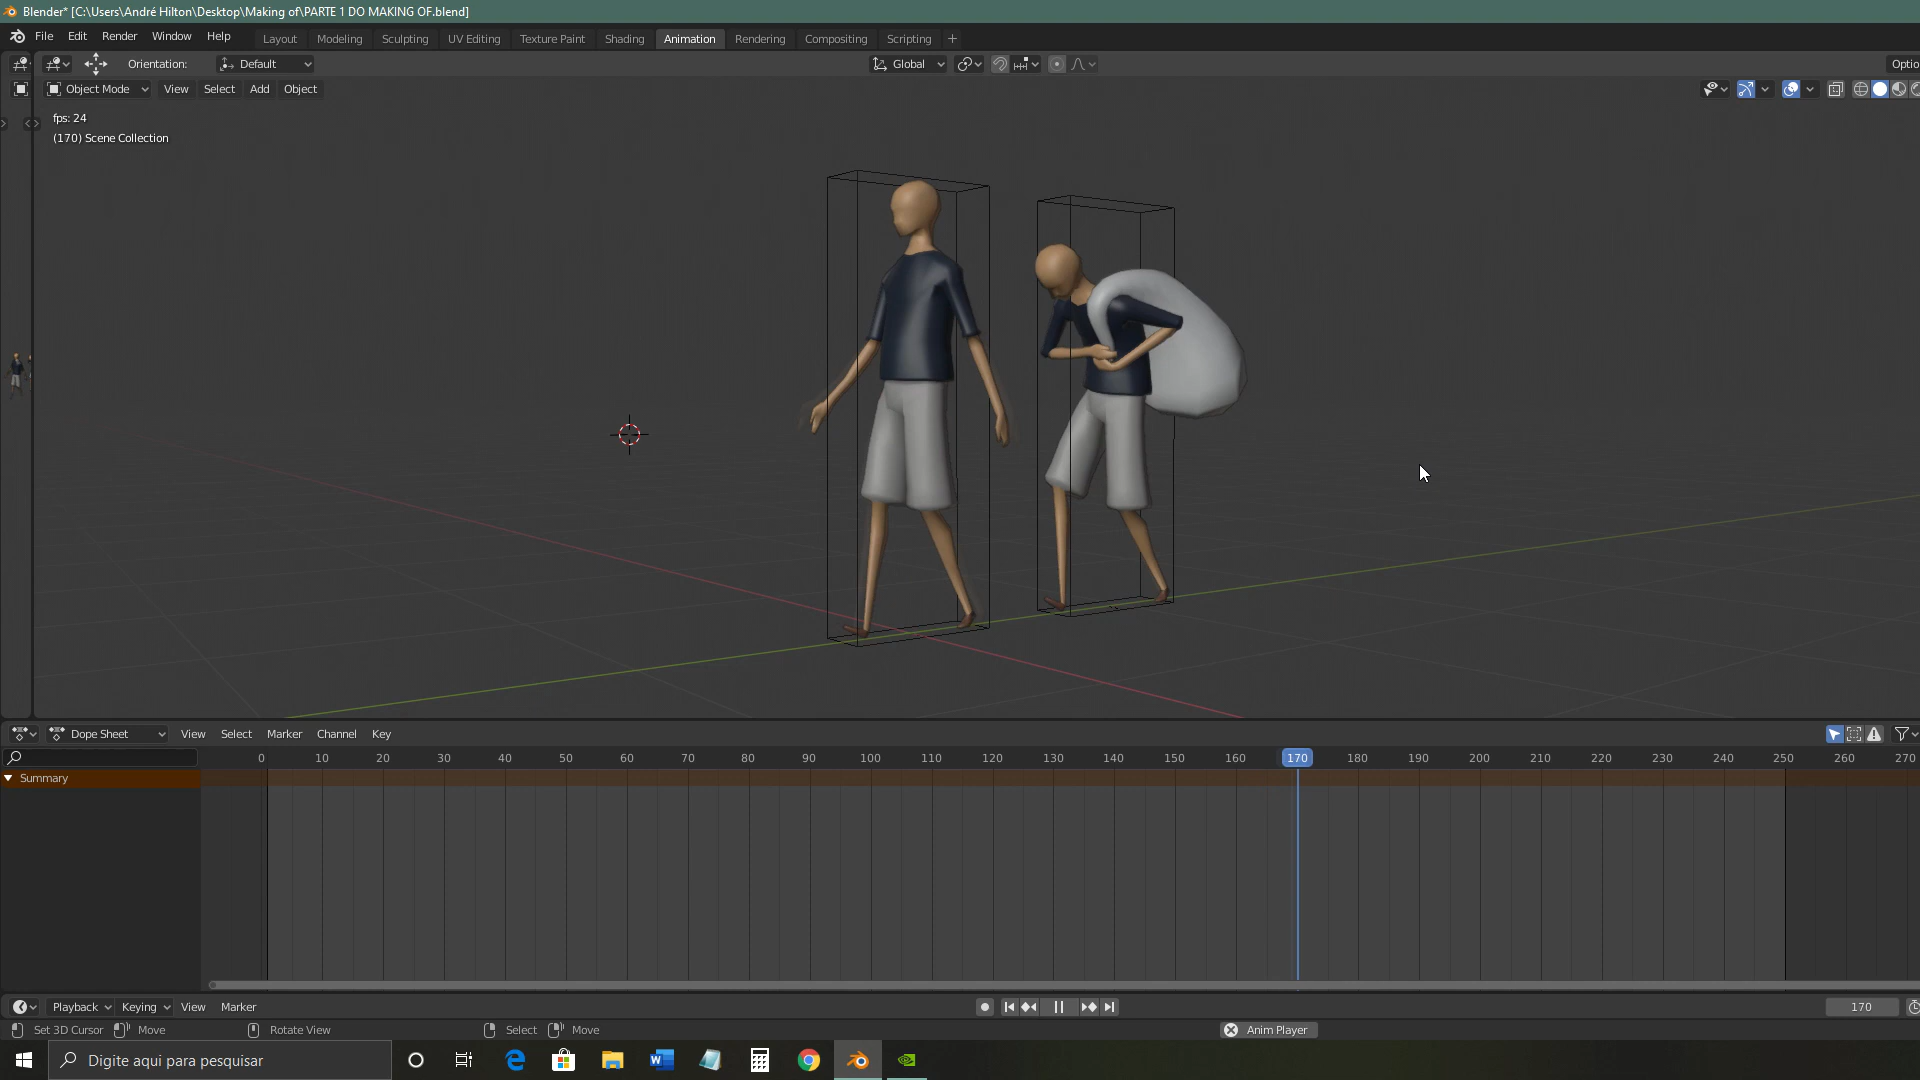 Blender* [C:\Users\André Hilton\Desktop\Making of\PARTE 1 DO MAKING OF.blend]
File Edit Render Window Help Layout Modeling Sculpting UV Editing Texture Paint Shading Animation Rendering Compositing Scripting +
Orientation: Default Global Optio
Object Mode View Select Add Object
fps: 24
(170) Scene Collection
Dope Sheet View Select Marker Channel Key
0 10 20 30 40 50 60 70 80 90 100 110 120 130 140 150 160 170 180 190 200 210 220 230 240 250 260 270
Summary
Playback Keying View Marker 170
Set 3D Cursor Move Rotate View Select Move Anim Player
Digite aqui para pesquisar